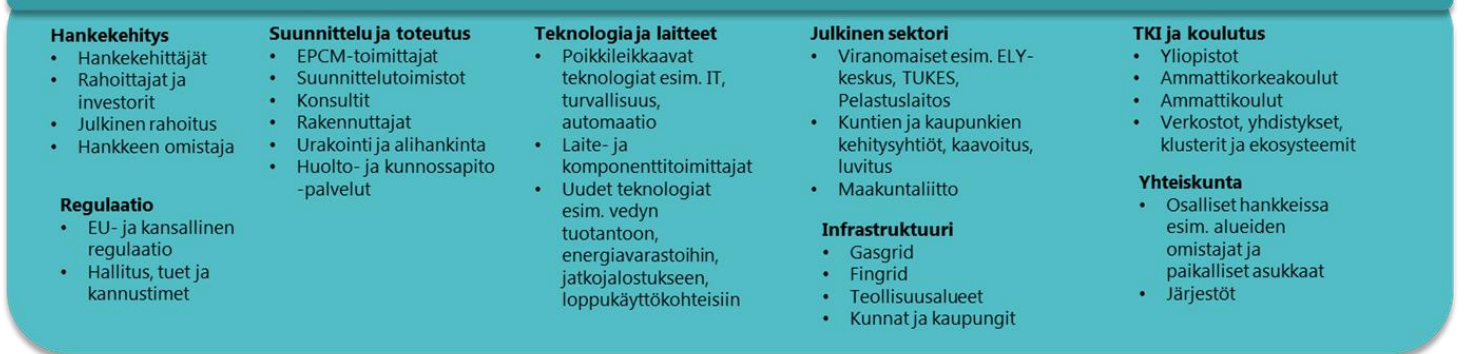 Hankekehitys
• Hankekehittäjät
• Rahoittajat ja
investorit
• Julkinen rahoitus
• Hankkeen omistaja
Regulaatio
• EU- ja kansallinen
regulaatio
• Hallitus, tuet ja
kannustimet
Suunnittelu ja toteutus
• EPCM-toimittajat
• Suunnittelutoimistot
• Konsultit
• Rakennuttajat
• Urakointi ja alihankinta
• Huolto- ja kunnossapito
-palvelut
Teknologia ja laitteet
• Poikkileikkaavat
teknologiat esim. IT,
turvallisuus,
automaatio
• Laite- ja
komponenttitoimittajat
• Uudet teknologiat
esim. vedyn
tuotantoon,
energiavarastoihin,
jatkojalostukseen,
loppukäyttökohteisiin
Julkinen sektori
• Viranomaiset esim. ELY-
keskus, TUKES,
Pelastuslaitos
• Kuntien ja kaupunkien
kehitysyhtiöt, kaavoitus,
luvitus
• Maakuntaliitto
Infrastruktuuri
• Gasgrid
• Fingrid
• Teollisuusalueet
• Kunnat ja kaupungit
TKI ja koulutus
• Yliopistot
• Ammattikorkeakoulut
• Ammattikoulut
• Verkostot, yhdistykset,
klusterit ja ekosysteemit
Yhteiskunta
• Osalliset hankkeissa
esim. alueiden
omistajat ja
paikalliset asukkaat
• Järjestöt